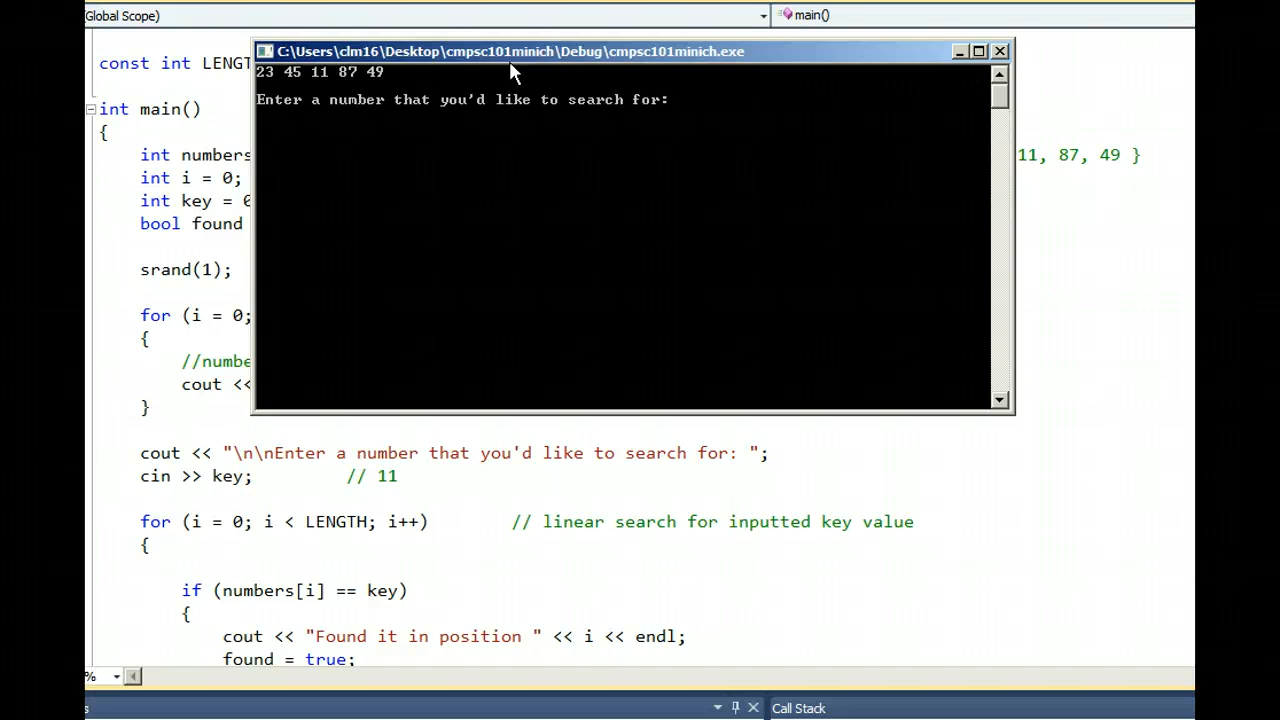 (Global Scope)
main()
C:\Users\clm16\Desktop\cmpsc101minich\Debug\cmpsc101minich.exe
23 45 11 87 49
Enter a number that you'd like to search for:
const int LENGT
int main()
{
int numbers 11, 87, 49 }
int i = 0;
int key = 0
bool found
srand(1);
for (i = 0;
{
//numbe
cout <<
}
cout << "\n\nEnter a number that you'd like to search for: ";
cin >> key; // 11
for (i = 0; i < LENGTH; i++) // linear search for inputted key value
{
if (numbers[i] == key)
{
cout << "Found it in position " << i << endl;
found = true;
%
s
Call Stack